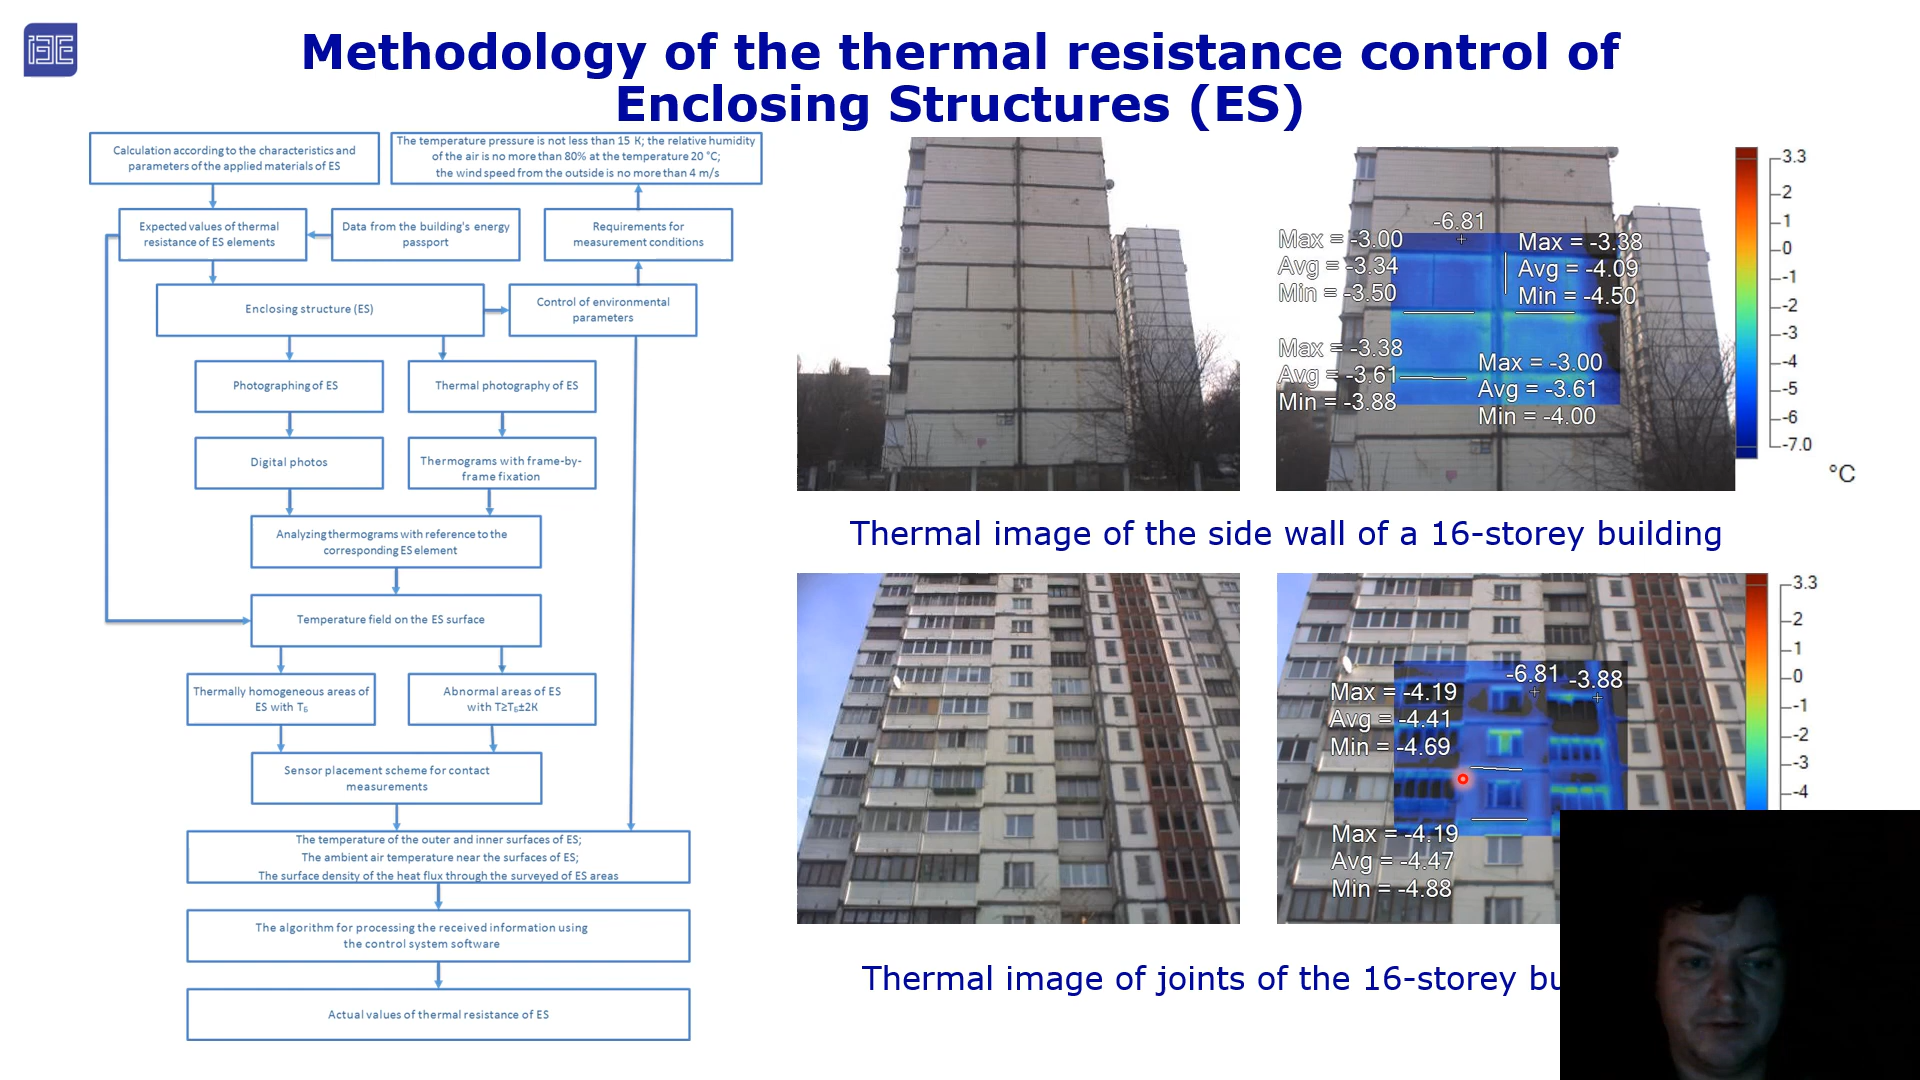 Methodology of the thermal resistance control of
Enclosing Structures (ES)
Calculation according to the characteristics and
parameters of the applied materials of ES
The temperature pressure is not less than 15 K; the relative humidity
of the air is no more than 80% at the temperature 20 °C;
the wind speed from the outside is no more than 4 m/s
Expected values of thermal
resistance of ES elements
Data from the building's energy
passport
Requirements for
measurement conditions
Enclosing structure (ES)
Control of environmental
parameters
Photographing of ES
Thermal photography of ES
Digital photos
Thermograms with frame-by-
frame fixation
Analyzing thermograms with reference to the
corresponding ES element
Temperature field on the ES surface
Thermally homogeneous areas of
ES with TБ
Abnormal areas of ES
with T≥TБ±2K
Sensor placement scheme for contact
measurements
The temperature of the outer and inner surfaces of ES;
The ambient air temperature near the surfaces of ES;
The surface density of the heat flux through the surveyed of ES areas
The algorithm for processing the received information using
the control system software
Actual values of thermal resistance of ES
-6.81
Max = -3.00
Avg = -3.34
Min = -3.50
Max = -3.38
Avg = -4.09
Min = -4.50
Max = -3.38
Avg = -3.61
Min = -3.88
Max = -3.00
Avg = -3.61
Min = -4.00
3.3
2
1
0
-1
-2
-3
-4
-5
-6
-7.0
°C
Thermal image of the side wall of a 16-storey building
-6.81
-3.88
Max = -4.19
Avg = -4.41
Min = -4.69
Max = -4.19
Avg = -4.47
Min = -4.88
3.3
2
1
0
-1
-2
-3
-4
Thermal image of joints of the 16-storey bu